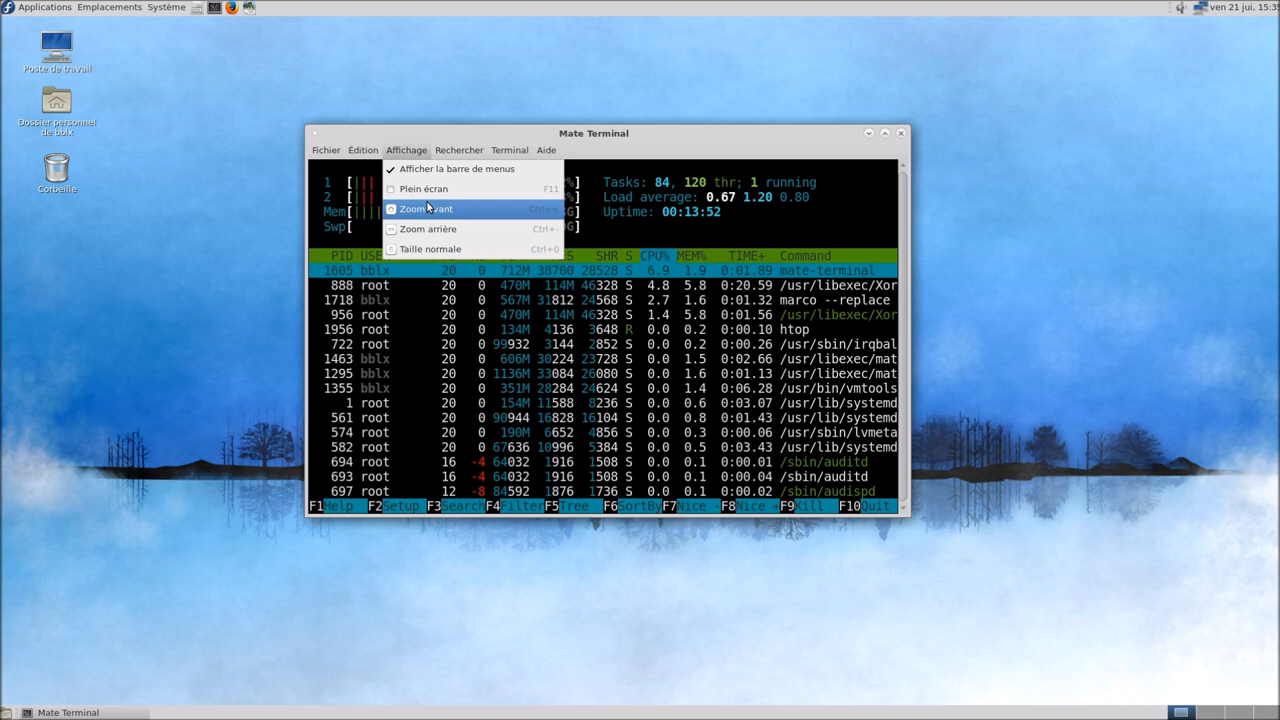 Applications Emplacements Système ven 21 jui, 15:35
Poste de travail
Dossier personnel
de bblx
Corbeille
Mate Terminal
Fichier Édition Affichage Rechercher Terminal Aide
Afficher la barre de menus
Plein écran F11
Zoom avant Ctrl++
Zoom arrière Ctrl+-
Taille normale Ctrl+0
1 [||| ]
2 [||| ]
Mem[|||| ]
Swp[ ]
Tasks: 84, 120 thr; 1 running
Load average: 0.67 1.20 0.80
Uptime: 00:13:52
PID USE SHR S CPU% MEM% TIME+ Command
1605 bblx 20 0 712M 38700 28528 S 6.9 1.9 0:01.89 mate-terminal
888 root 20 0 470M 114M 46328 S 4.8 5.8 0:20.59 /usr/libexec/Xor
1718 bblx 20 0 567M 31812 24568 S 2.7 1.6 0:01.32 marco --replace
956 root 20 0 470M 114M 46328 S 1.4 5.8 0:01.56 /usr/libexec/Xor
1956 root 20 0 134M 4136 3648 R 0.0 0.2 0:00.10 htop
722 root 20 0 99932 3144 2852 S 0.0 0.2 0:00.26 /usr/sbin/irqbal
1463 bblx 20 0 606M 30224 23728 S 0.0 1.5 0:02.66 /usr/libexec/mat
1295 bblx 20 0 1136M 33084 26080 S 0.0 1.6 0:01.13 /usr/libexec/mat
1355 bblx 20 0 351M 28284 24624 S 0.0 1.4 0:06.28 /usr/bin/vmtools
1 root 20 0 154M 11588 8236 S 0.0 0.6 0:03.07 /usr/lib/systemd
561 root 20 0 90944 16828 16104 S 0.0 0.8 0:01.43 /usr/lib/systemd
574 root 20 0 190M 6652 4856 S 0.0 0.3 0:00.06 /usr/sbin/lvmeta
582 root 20 0 67636 10996 5384 S 0.0 0.5 0:03.43 /usr/lib/systemd
694 root 16 -4 64032 1916 1508 S 0.0 0.1 0:00.01 /sbin/auditd
693 root 16 -4 64032 1916 1508 S 0.0 0.1 0:00.04 /sbin/auditd
697 root 12 -8 84592 1876 1736 S 0.0 0.1 0:00.02 /sbin/audispd
F1Help F2Setup F3SearchF4FilterF5Tree F6SortByF7Nice -F8Nice +F9Kill F10Quit
Mate Terminal